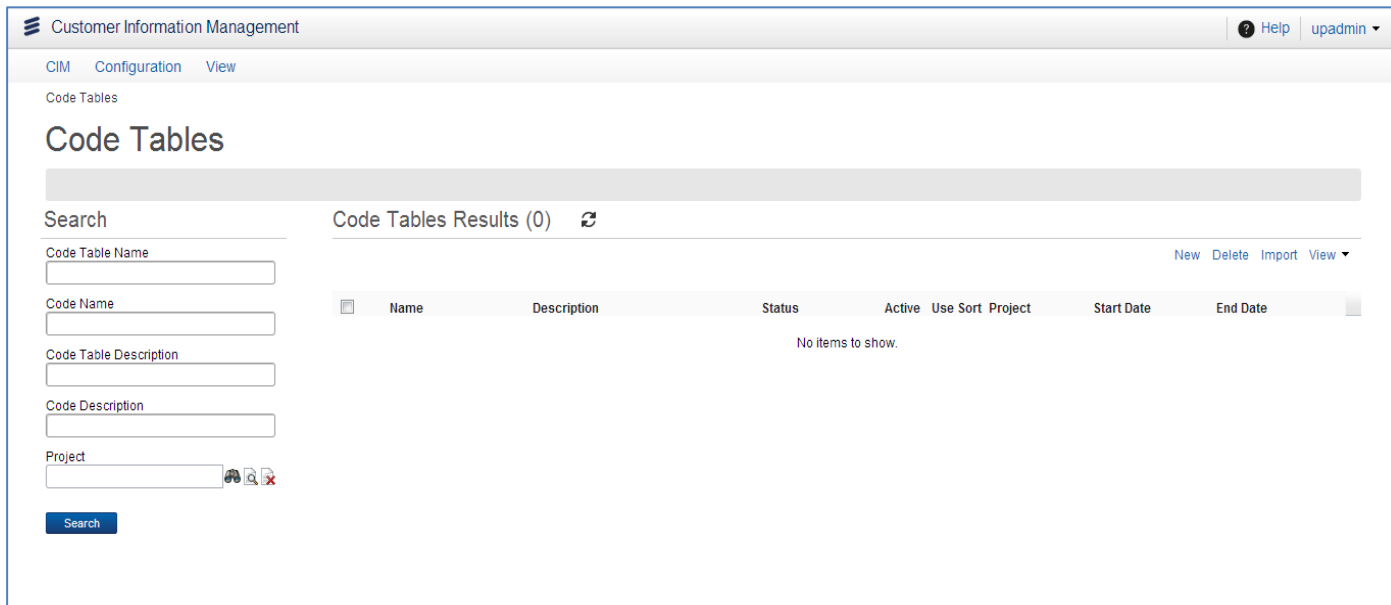 Customer Information Management
Help
upadmin
CIM Configuration View
Code Tables
Code Tables
Search
Code Table Name
Code Name
Code Table Description
Code Description
Project
Search
Code Tables Results (0)
New Delete Import View
Name Description Status Active Use Sort Project Start Date End Date
No items to show.